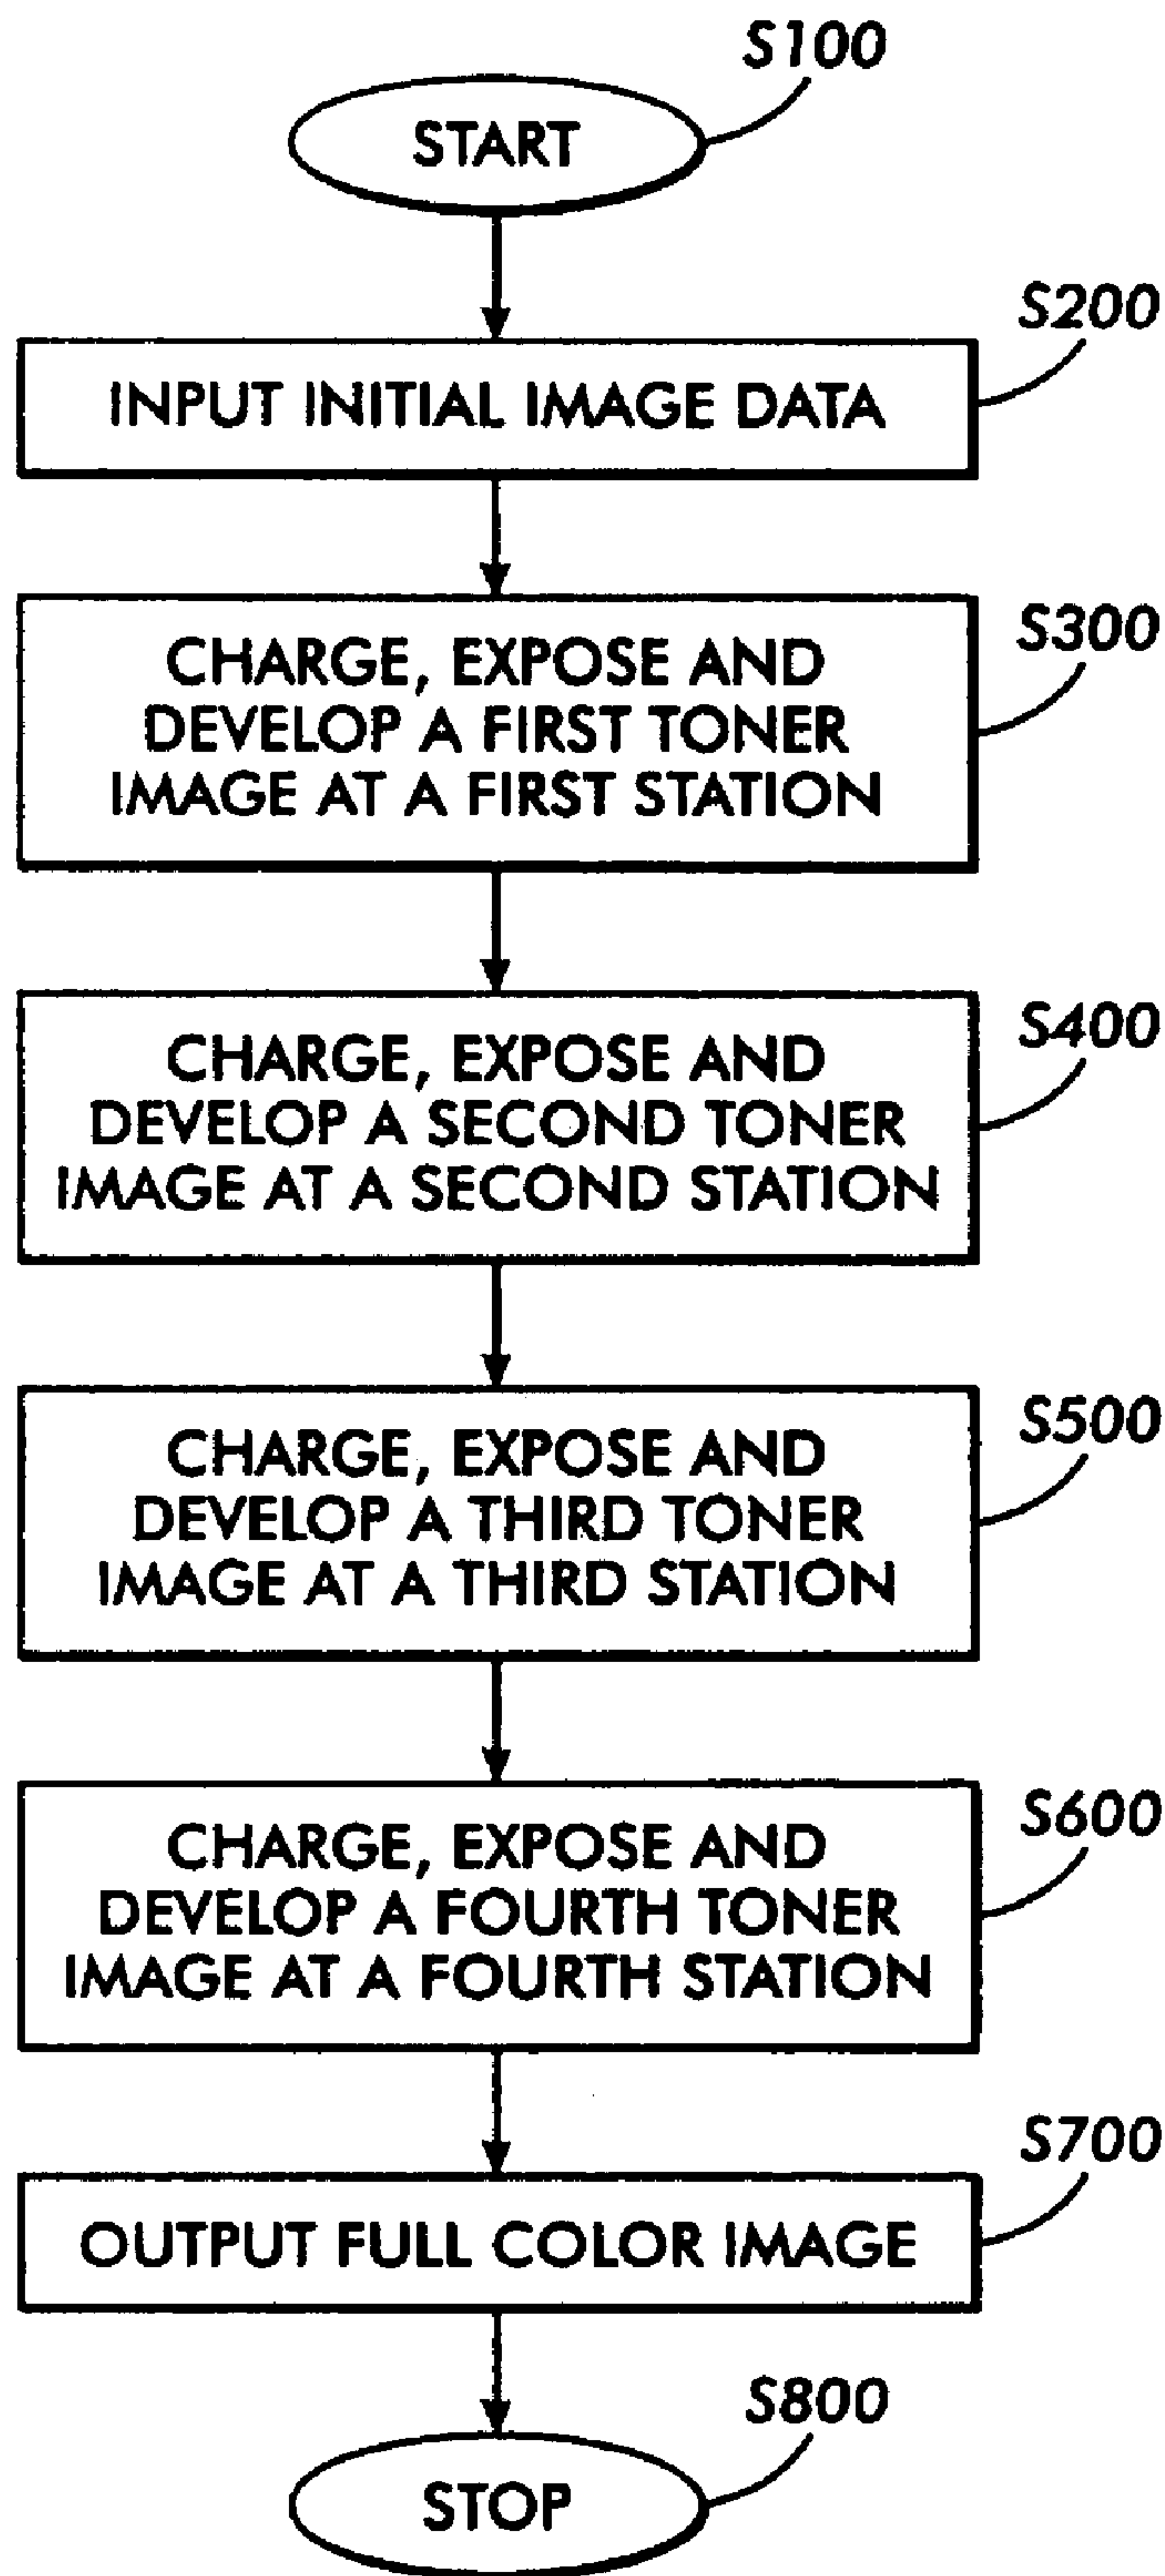 S100
START
S200
INPUT INITIAL IMAGE DATA
S300
CHARGE, EXPOSE AND
DEVELOP A FIRST TONER
IMAGE AT A FIRST STATION
S400
CHARGE, EXPOSE AND
DEVELOP A SECOND TONER
IMAGE AT A SECOND STATION
S500
CHARGE, EXPOSE AND
DEVELOP A THIRD TONER
IMAGE AT A THIRD STATION
S600
CHARGE, EXPOSE AND
DEVELOP A FOURTH TONER
IMAGE AT A FOURTH STATION
S700
OUTPUT FULL COLOR IMAGE
S800
STOP